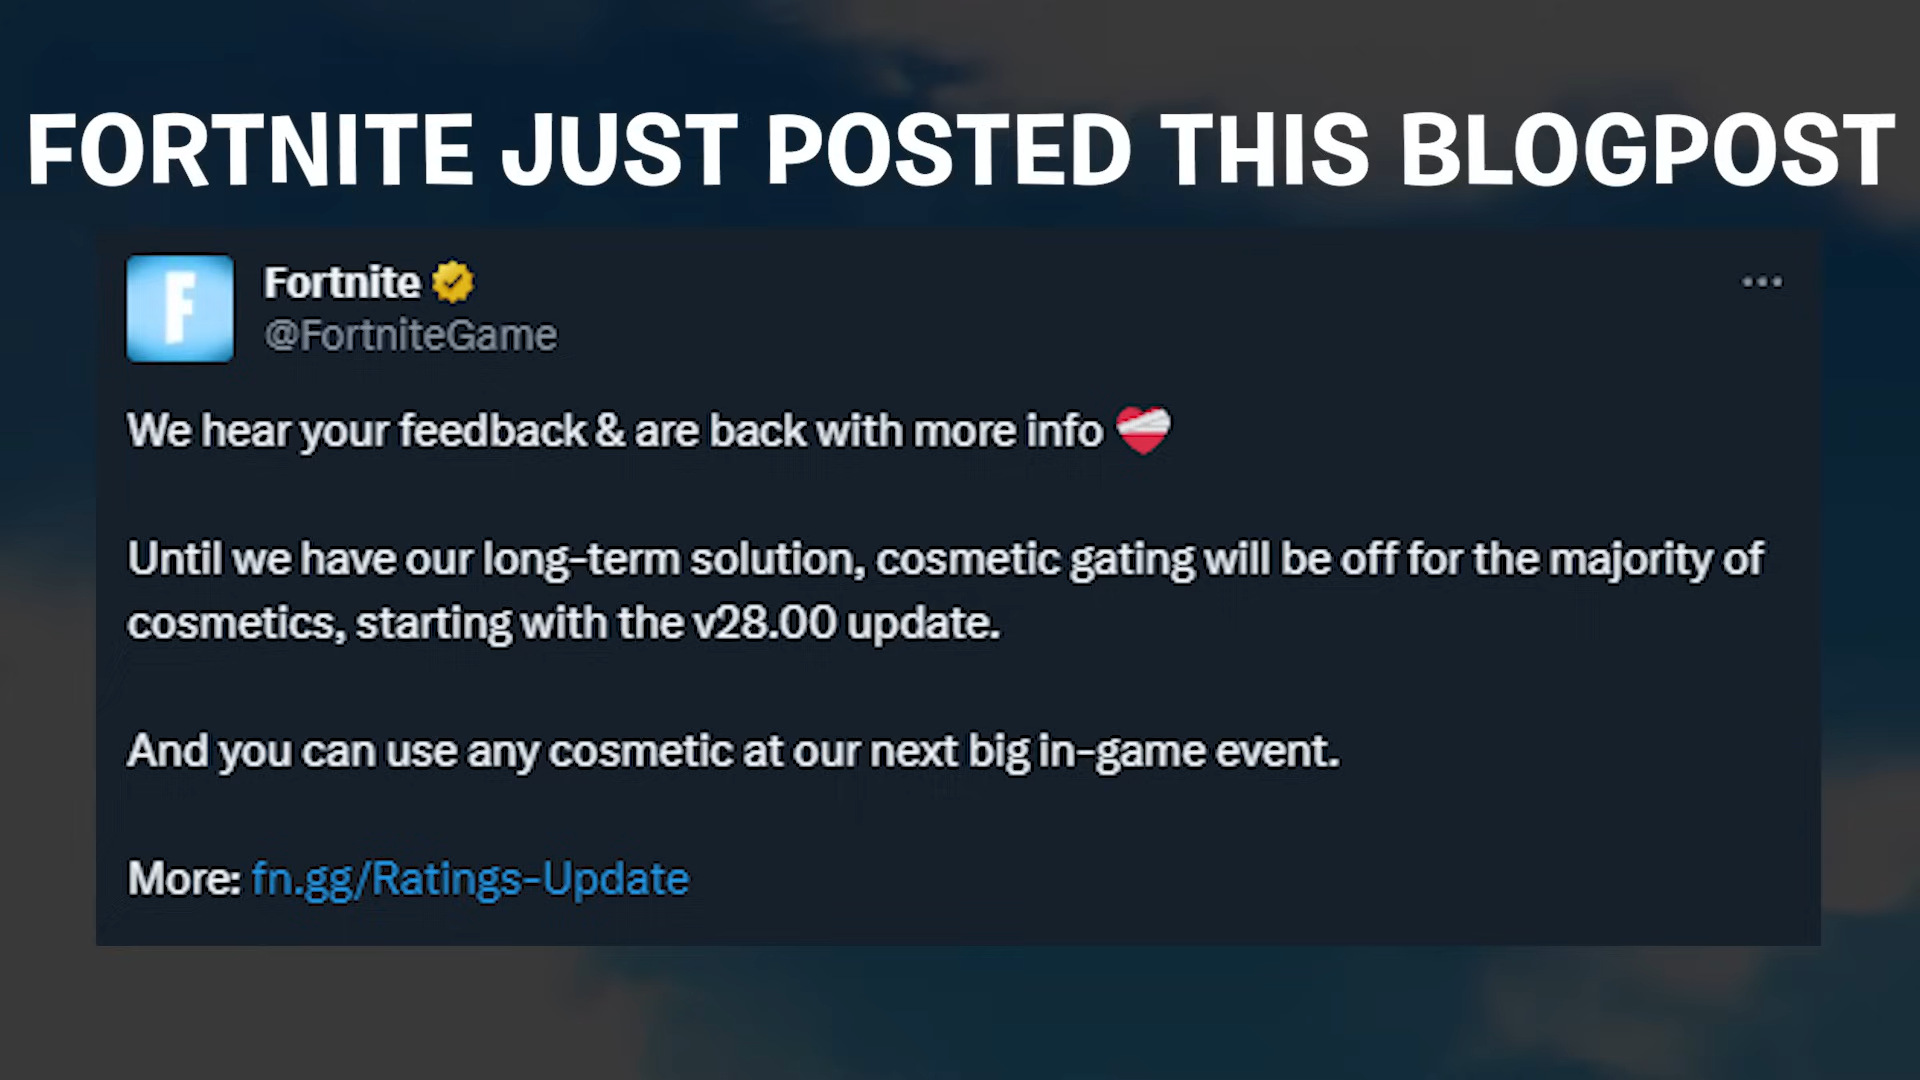 FORTNITE JUST POSTED THIS BLOGPOST
F
Fortnite
@FortniteGame
We hear your feedback & are back with more info ❤️‍🩹
Until we have our long-term solution, cosmetic gating will be off for the majority of
cosmetics, starting with the v28.00 update.
And you can use any cosmetic at our next big in-game event.
More: fn.gg/Ratings-Update